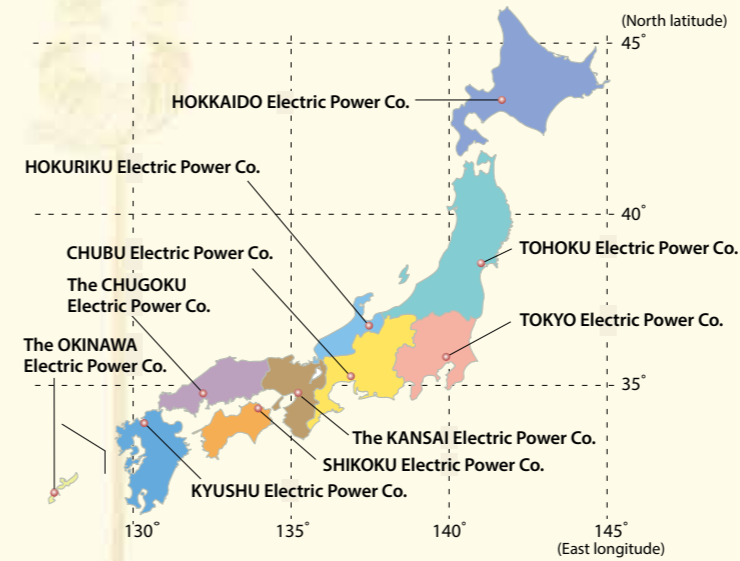 (North latitude)
45˚
HOKKAIDO Electric Power Co.
HOKURIKU Electric Power Co.
40˚
CHUBU Electric Power Co.
TOHOKU Electric Power Co.
The CHUGOKU
Electric Power Co.
TOKYO Electric Power Co.
The OKINAWA
Electric Power Co.
35˚
The KANSAI Electric Power Co.
SHIKOKU Electric Power Co.
KYUSHU Electric Power Co.
130˚
135˚
140˚
145˚
(East longitude)